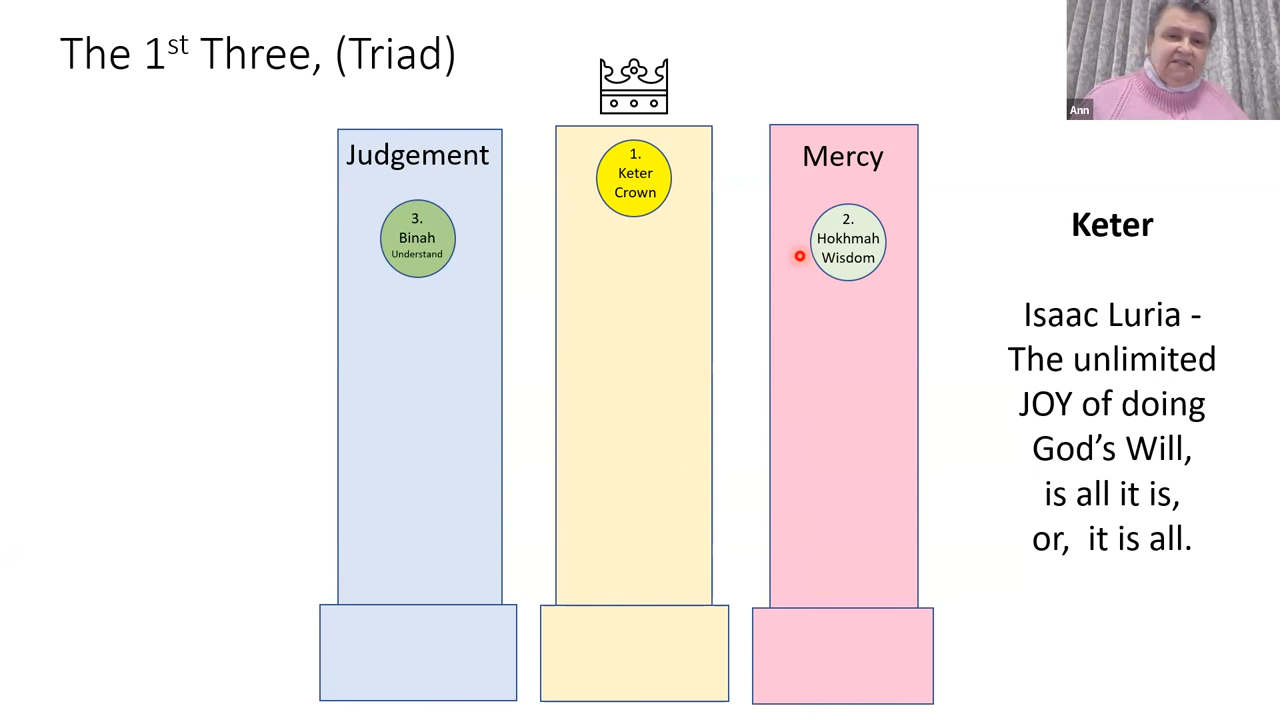 The 1st Three, (Triad)
Ann
Judgement
3.
Binah
Understand
1.
Keter
Crown
Mercy
2.
Hokhmah
Wisdom
Keter
Isaac Luria -
The unlimited
JOY of doing
God’s Will,
is all it is,
or,  it is all.